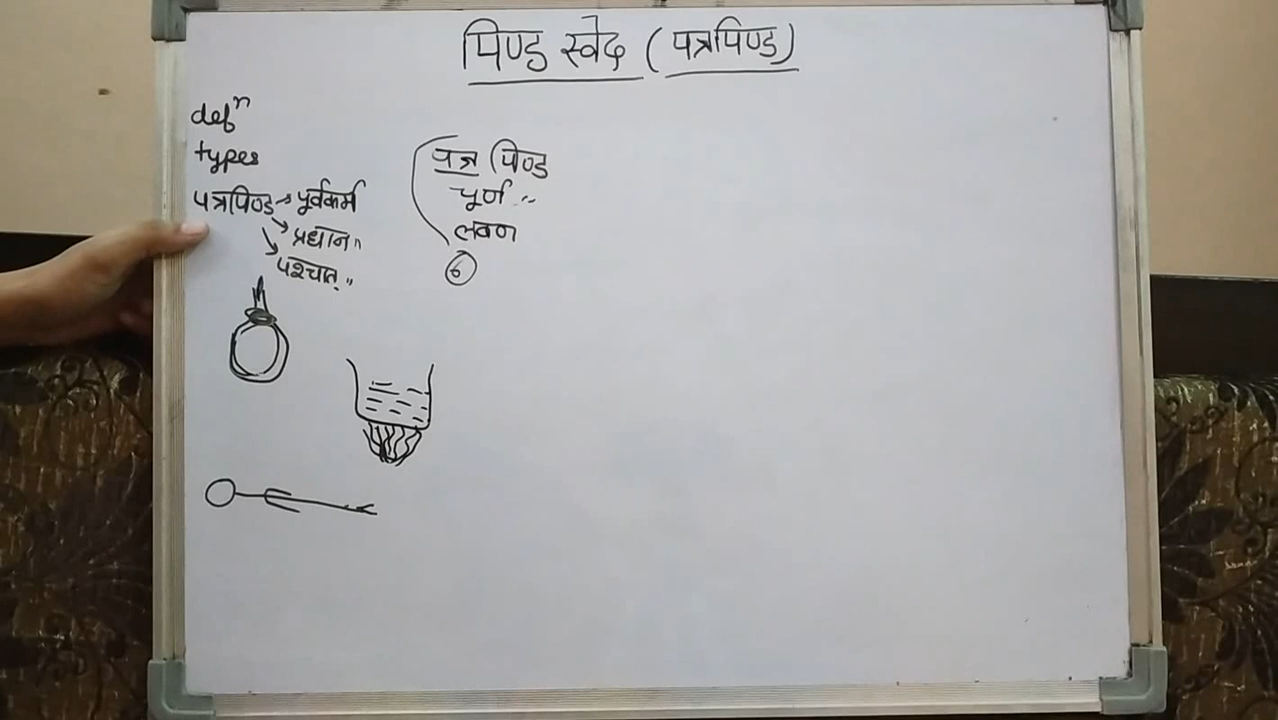 पिण्ड स्वेद (पत्रपिण्ड)
defⁿ
types
पत्रपिण्ड → पूर्वकर्म
→ प्रधान "
→ पश्चात् "
पत्र पिण्ड
चूर्ण "
लवण
6